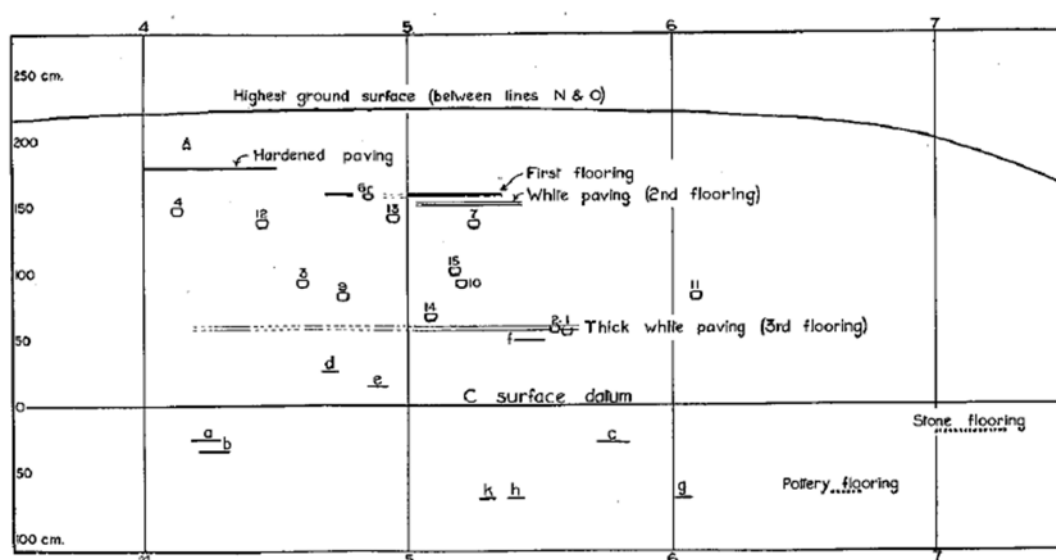 4 5 6 7
250 cm.
Highest ground surface (between lines N & O)
200
A
Hardened paving
First flooring
6c
White paving (2nd flooring)
150
4
12
13
7
100
3
9
15
10
11
14
2
1
Thick white paving (3rd flooring)
50
f
d
e
C surface datum
0
Stone flooring
a
b
c
50
k
h
g
Pottery flooring
100 cm.
4 5 6 7